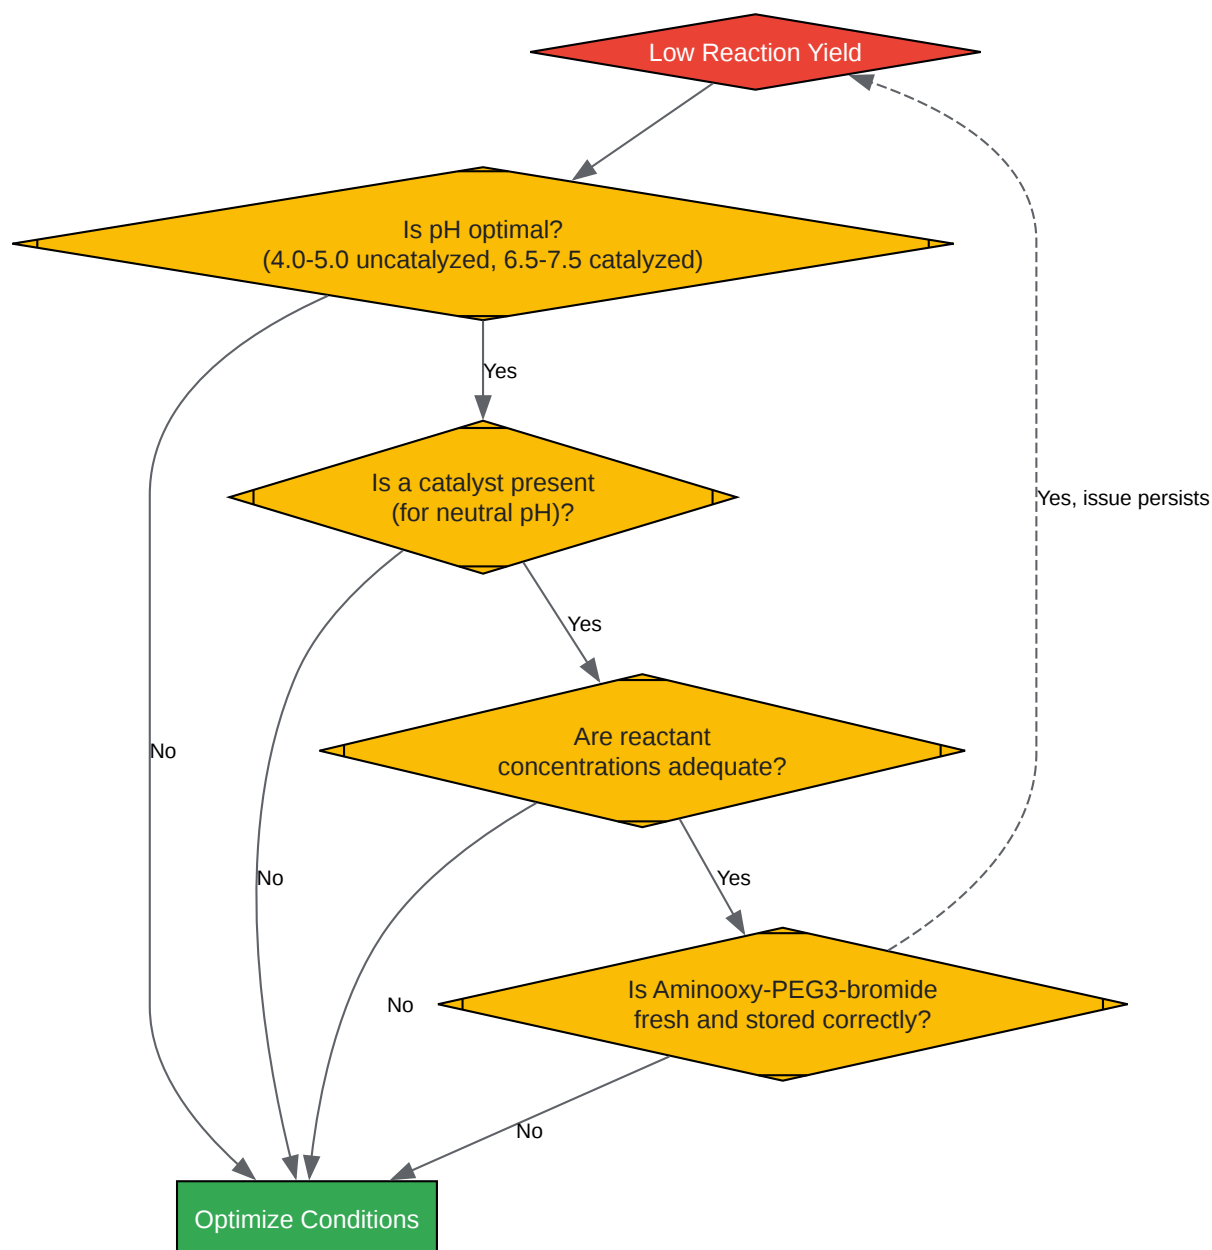 Low Reaction Yield
Is pH optimal?
(4.0-5.0 uncatalyzed, 6.5-7.5 catalyzed)
Yes
Is a catalyst present
(for neutral pH)?
Yes, issue persists
Yes
Are reactant
concentrations adequate?
No
No
Yes
Is Aminooxy-PEG3-bromide
fresh and stored correctly?
No
No
Optimize Conditions